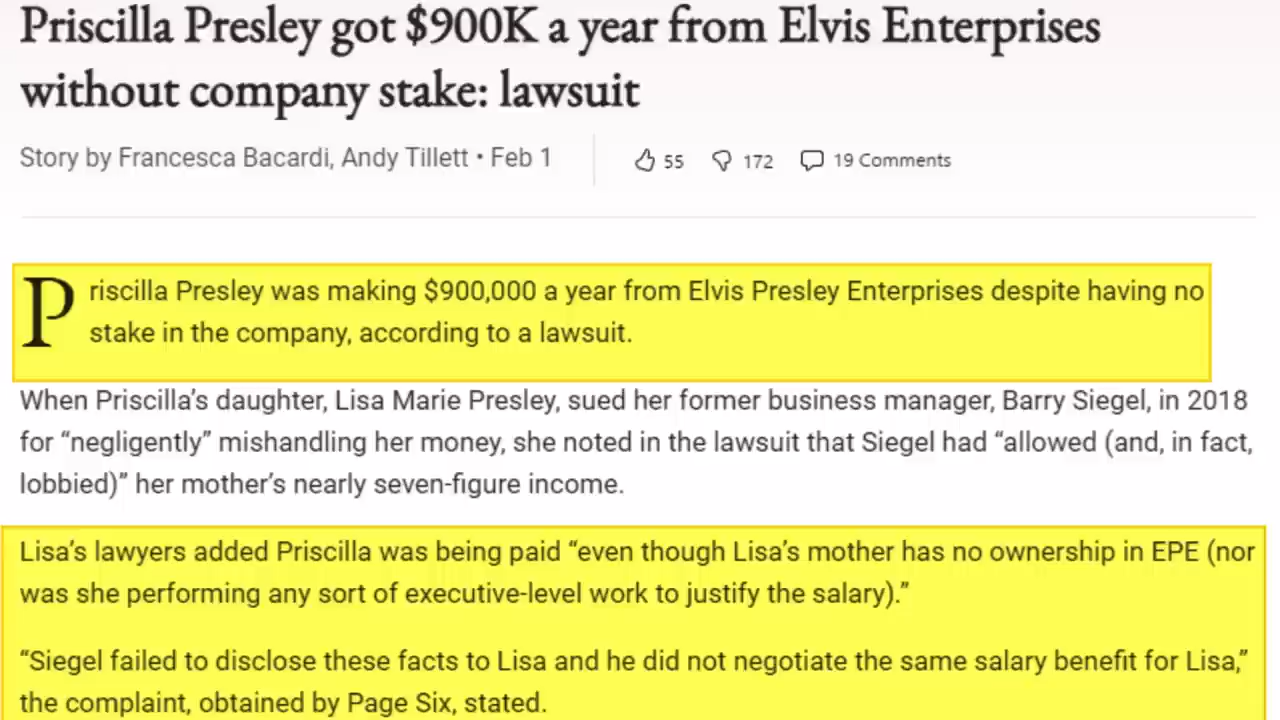 Priscilla Presley got $900K a year from Elvis Enterprises
without company stake: lawsuit
Story by Francesca Bacardi, Andy Tillett • Feb 1
55 172 19 Comments
Priscilla Presley was making $900,000 a year from Elvis Presley Enterprises despite having no
stake in the company, according to a lawsuit.
When Priscilla’s daughter, Lisa Marie Presley, sued her former business manager, Barry Siegel, in 2018
for “negligently” mishandling her money, she noted in the lawsuit that Siegel had “allowed (and, in fact,
lobbied)” her mother’s nearly seven-figure income.
Lisa’s lawyers added Priscilla was being paid “even though Lisa’s mother has no ownership in EPE (nor
was she performing any sort of executive-level work to justify the salary).”
“Siegel failed to disclose these facts to Lisa and he did not negotiate the same salary benefit for Lisa,”
the complaint, obtained by Page Six, stated.